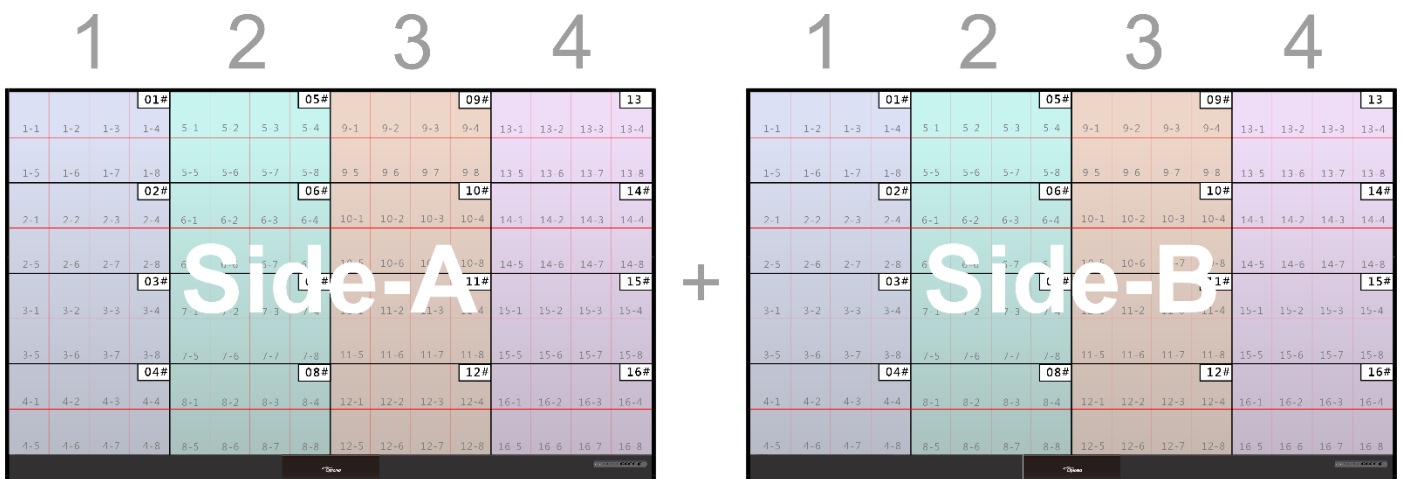 1 2 3 4
01# 05# 09# 13
1-1 1-2 1-3 1-4 5 1 5 2 5 3 5 4 9-1 9-2 9-3 9-4 13-1 13-2 13-3 13-4
1-5 1-6 1-7 1-8 5-5 5-6 5-7 5-8 9 5 9 6 9 7 9 8 13 5 13 6 13 7 13 8
02# 06# 10# 14#
2-1 2-2 2-3 2-4 6-1 6-2 6-3 6-4 10-1 10-2 10-3 10-4 14-1 14-2 14-3 14-4
2-5 2-6 2-7 2-8 10-6 10-8 14-5 14-6 14-7 14-8
Side-A
03# 11# 15#
3-1 3-2 3-3 3-4 11-2 11-4 15-1 15-2 15-3 15-4
3-5 3-6 3-7 3-8 7-5 7-6 7-7 7-8 11-5 11-6 11-7 11-8 15-5 15-6 15-7 15-8
04# 08# 12# 16#
4-1 4-2 4-3 4-4 8-1 8-2 8-3 8-4 12-1 12-2 12-3 12-4 16-1 16-2 16-3 16-4
4-5 4-6 4-7 4-8 8-5 8-6 8-7 8-8 12-5 12-6 12-7 12-8 16 5 16 6 16 7 16 8
+
1 2 3 4
01# 05# 09# 13
1-1 1-2 1-3 1-4 5 1 5 2 5 3 5 4 9-1 9-2 9-3 9-4 13-1 13-2 13-3 13-4
1-5 1-6 1-7 1-8 5-5 5-6 5-7 5-8 9 5 9 6 9 7 9 8 13 5 13 6 13 7 13 8
02# 06# 10# 14#
2-1 2-2 2-3 2-4 6-1 6-2 6-3 6-4 10-1 10-2 10-3 10-4 14-1 14-2 14-3 14-4
2-5 2-6 2-7 2-8 10-6 14-5 14-6 14-7 14-8
Side-B
03# 11# 15#
3-1 3-2 3-3 3-4 11-2 11-4 15-1 15-2 15-3 15-4
3-5 3-6 3-7 3-8 7-5 7-6 7-7 7-8 11-5 11-6 11-7 11-8 15-5 15-6 15-7 15-8
04# 08# 12# 16#
4-1 4-2 4-3 4-4 8-1 8-2 8-3 8-4 12-1 12-2 12-3 12-4 16-1 16-2 16-3 16-4
4-5 4-6 4-7 4-8 8-5 8-6 8-7 8-8 12-5 12-6 12-7 12-8 16 5 16 6 16 7 16 8